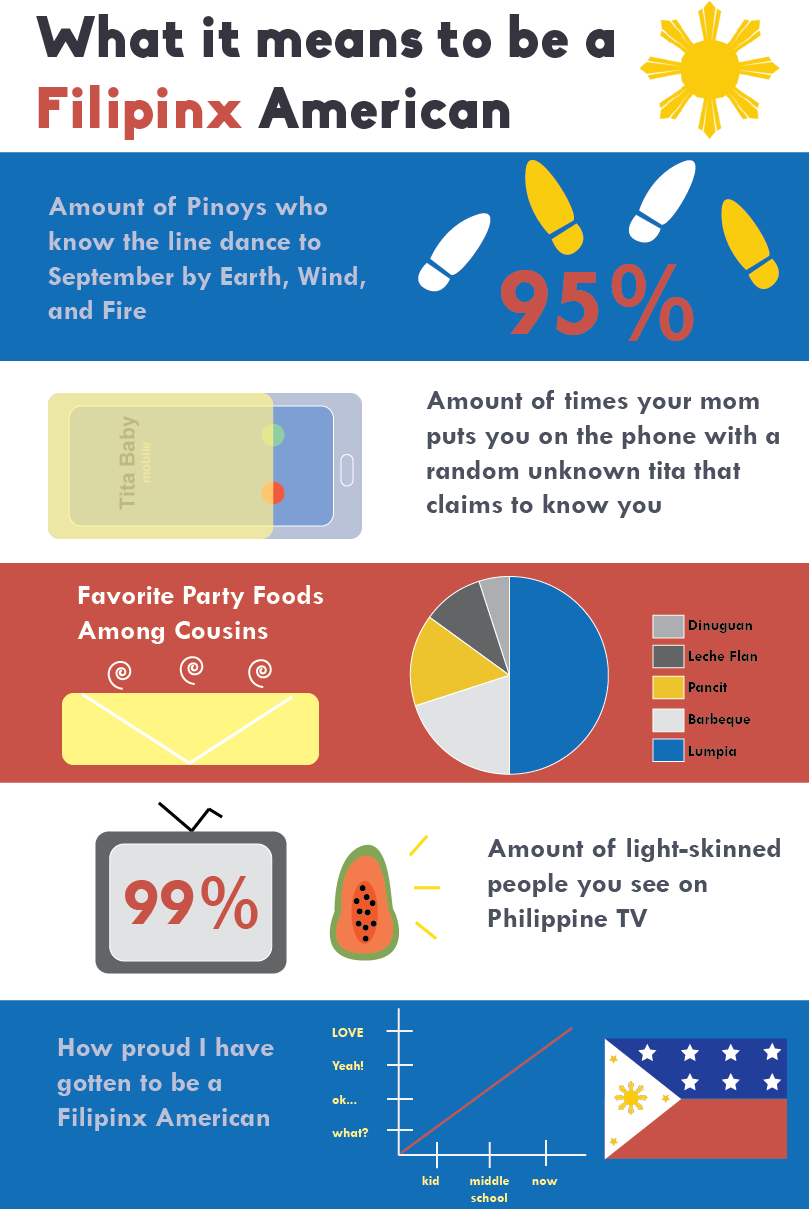 What it means to be a
Filipinx American
Amount of Pinoys who
know the line dance to
September by Earth, Wind,
and Fire
95%
Tita Baby
mobile
Amount of times your mom
puts you on the phone with a
random unknown tita that
claims to know you
Favorite Party Foods
Among Cousins
Dinuguan
Leche Flan
Pancit
Barbeque
Lumpia
99%
Amount of light-skinned
people you see on
Philippine TV
How proud I have
gotten to be a
Filipinx American
LOVE
Yeah!
ok...
what?
kid
middle
school
now